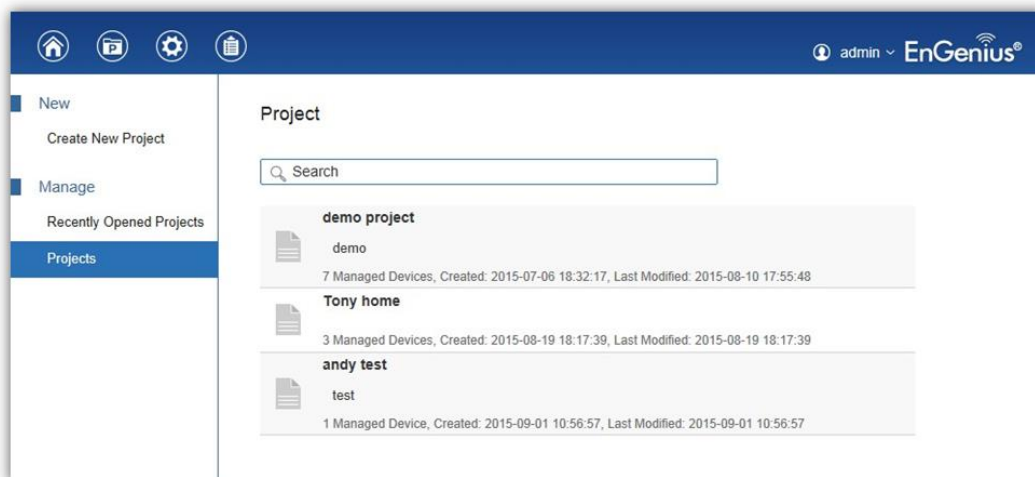 admin
EnGenius®
New
Create New Project
Manage
Recently Opened Projects
Projects
Project
Search
demo project
demo
7 Managed Devices, Created: 2015-07-06 18:32:17, Last Modified: 2015-08-10 17:55:48
Tony home
3 Managed Devices, Created: 2015-08-19 18:17:39, Last Modified: 2015-08-19 18:17:39
andy test
test
1 Managed Device, Created: 2015-09-01 10:56:57, Last Modified: 2015-09-01 10:56:57